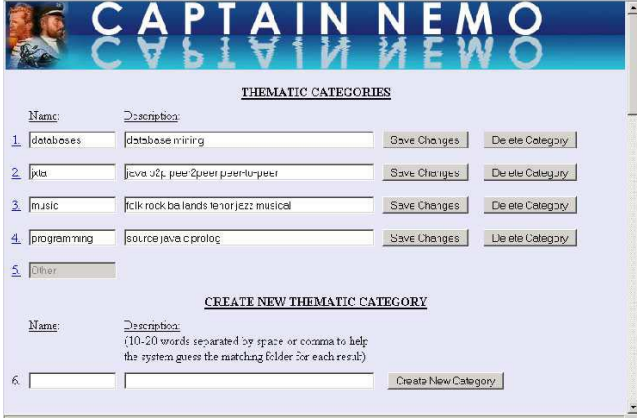 CAPTAIN NEMO
THEMATIC CATEGORIES
Name: Description:
1. databases database mining Save Changes Delete Category
2. jxta java p2p peer2peer peer-to-peer Save Changes Delete Category
3. music folk rock ballands tenor jazz musical Save Changes Delete Category
4. programming source java c prolog Save Changes Delete Category
5. Other
CREATE NEW THEMATIC CATEGORY
Name: Description:
(10-20 words separated by space or comma to help
the system guess the matching folder for each result)
6. Create New Category